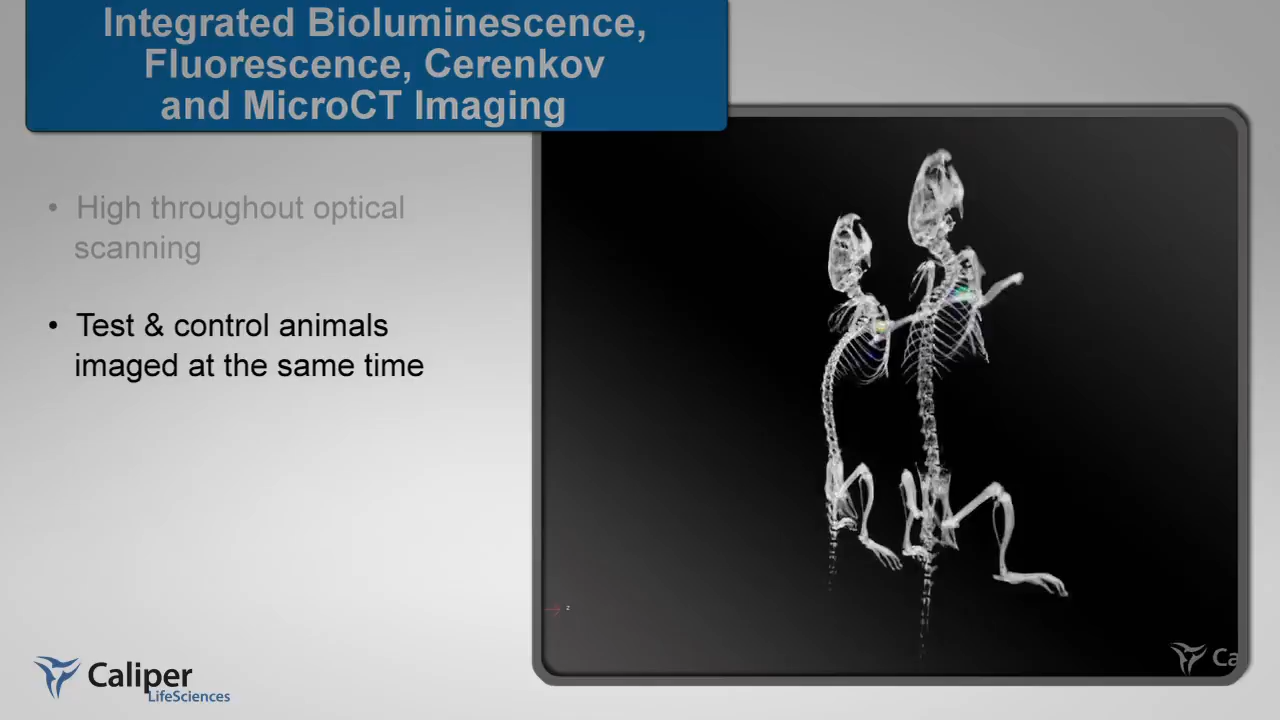 Integrated Bioluminescence,
Fluorescence, Cerenkov
and MicroCT Imaging
• High throughout optical
scanning
• Test & control animals
imaged at the same time
z
Caliper
LifeSciences
Ca